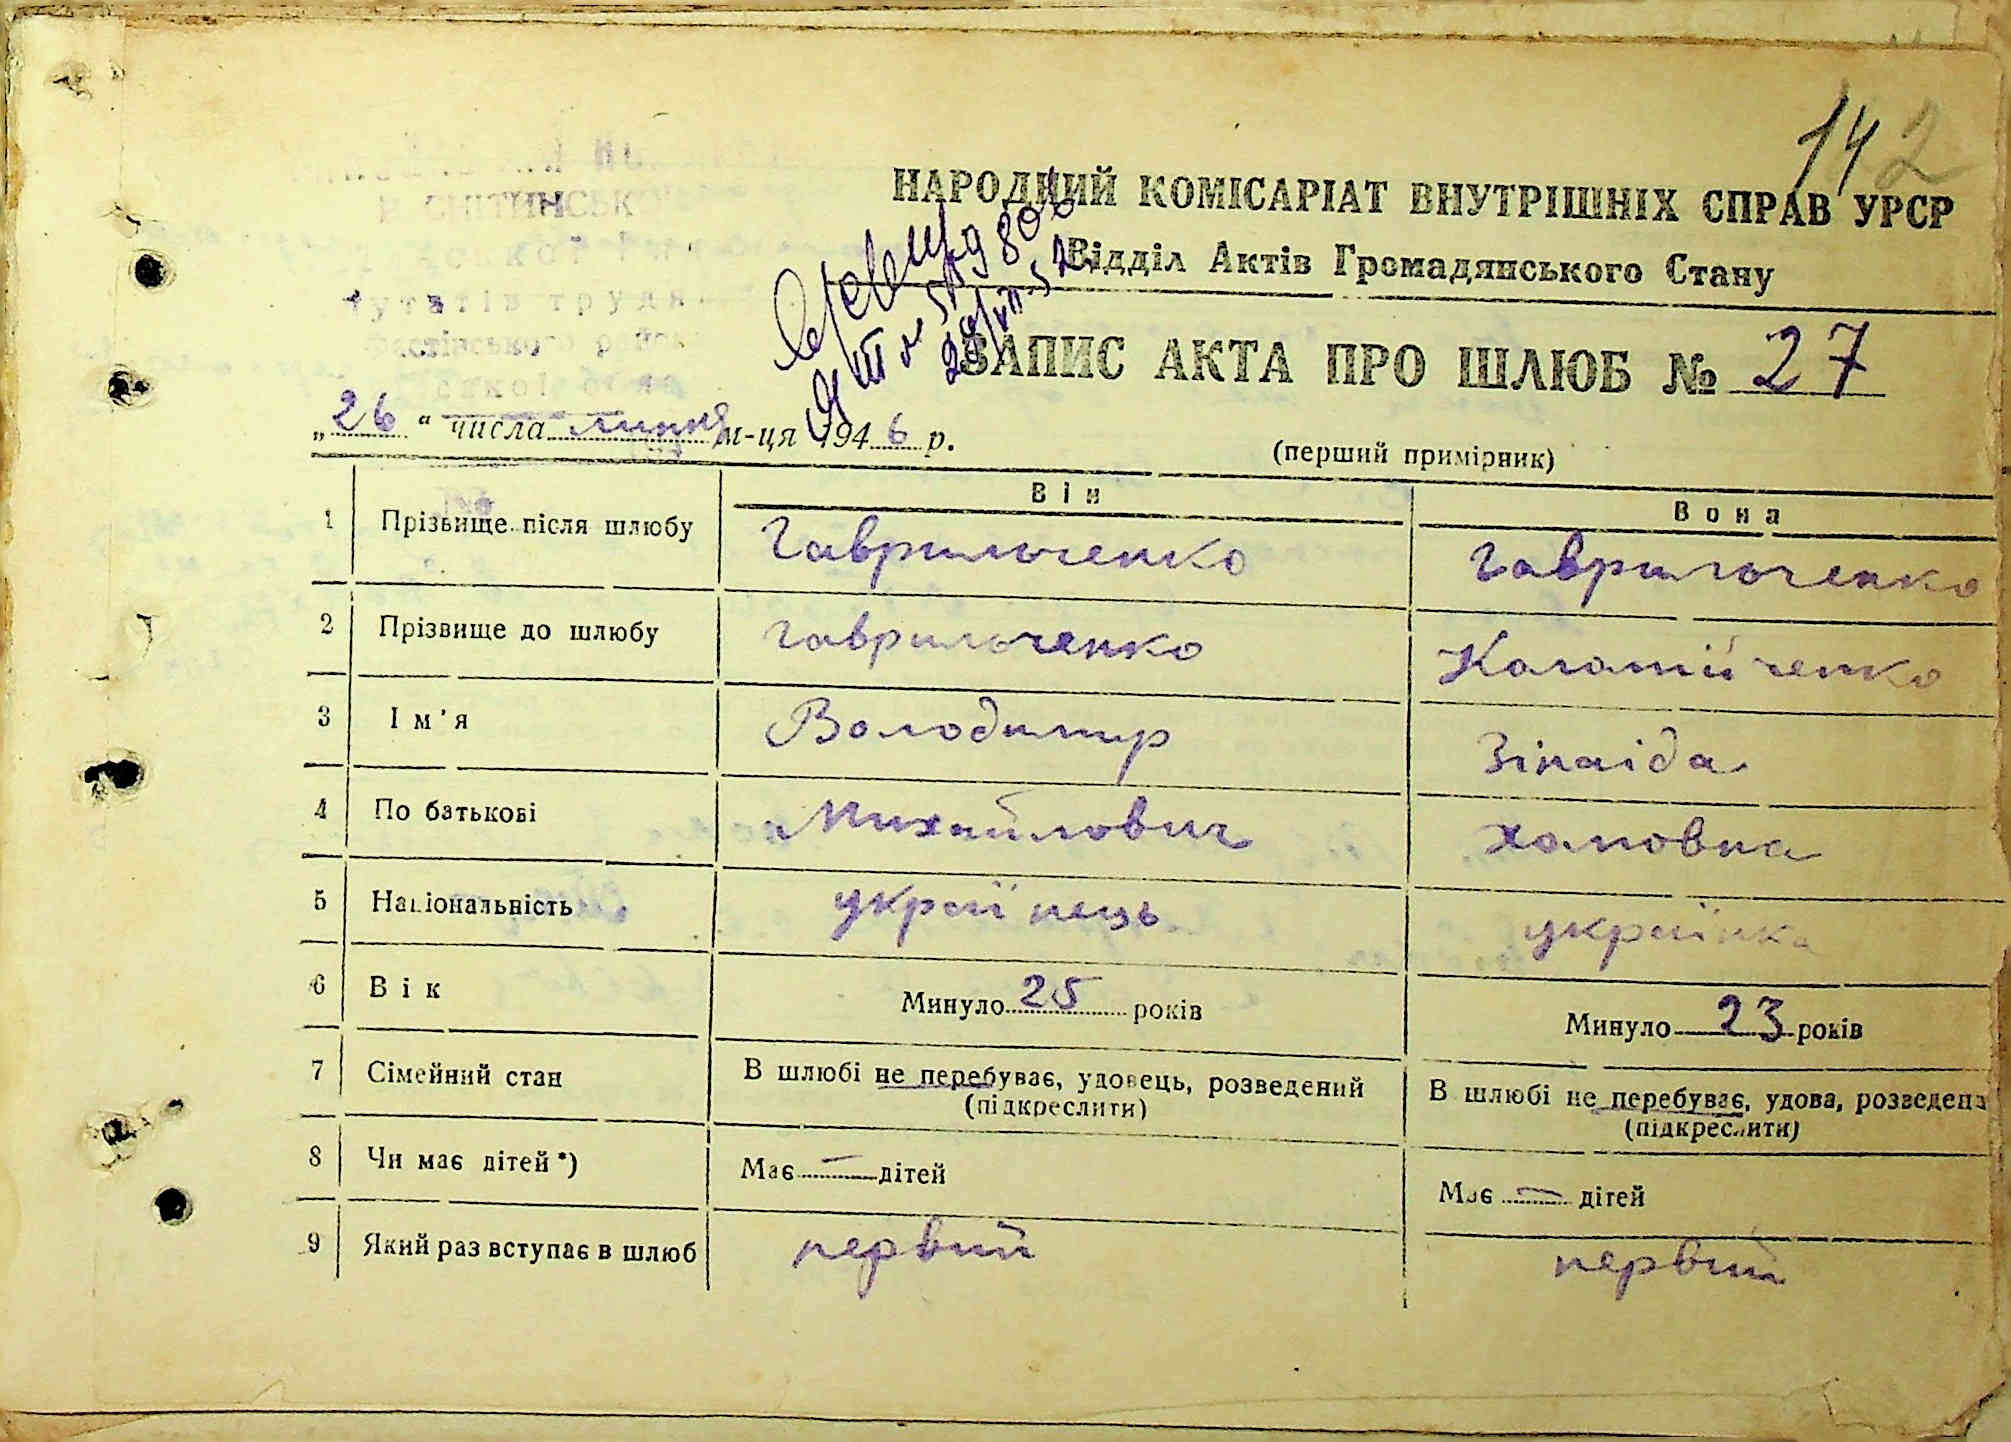 142
НАРОДНИЙ КОМІСАРІАТ ВНУТРІШНІХ СПРАВ УРСР
Відділ Актів Громадянського Стану
ЗАПИС АКТА ПРО ШЛЮБ № 27
„26“ числа липня м-ця 1946 р.
(перший примірник)
Він Вона
1 Прізвище після шлюбу Гаврильченко Гаврильченко
2 Прізвище до шлюбу Гаврильченко Коломійченко
3 Ім'я Володимир Зінаїда
4 По батькові Михайлович Хомовна
5 Національність українець українка
6 Вік Минуло 25 років Минуло 23 років
7 Сімейний стан В шлюбі не перебуває, удовець, розведений В шлюбі не перебуває, удова, розведена
(підкреслити) (підкреслити)
8 Чи має дітей*) Має — дітей Має — дітей
9 Який раз вступає в шлюб первий первий